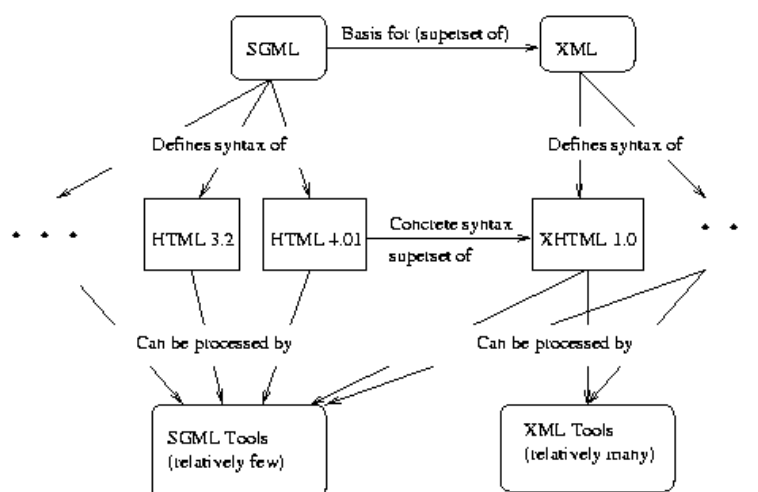 Basis for (superset of)
SGML
XML
Defines syntax of
Defines syntax of
HTML 3.2
HTML 4.01
Concrete syntax
superset of
XHTML 1.0
Can be processed by
Can be processed by
SGML Tools
(relatively few)
XML Tools
(relatively many)